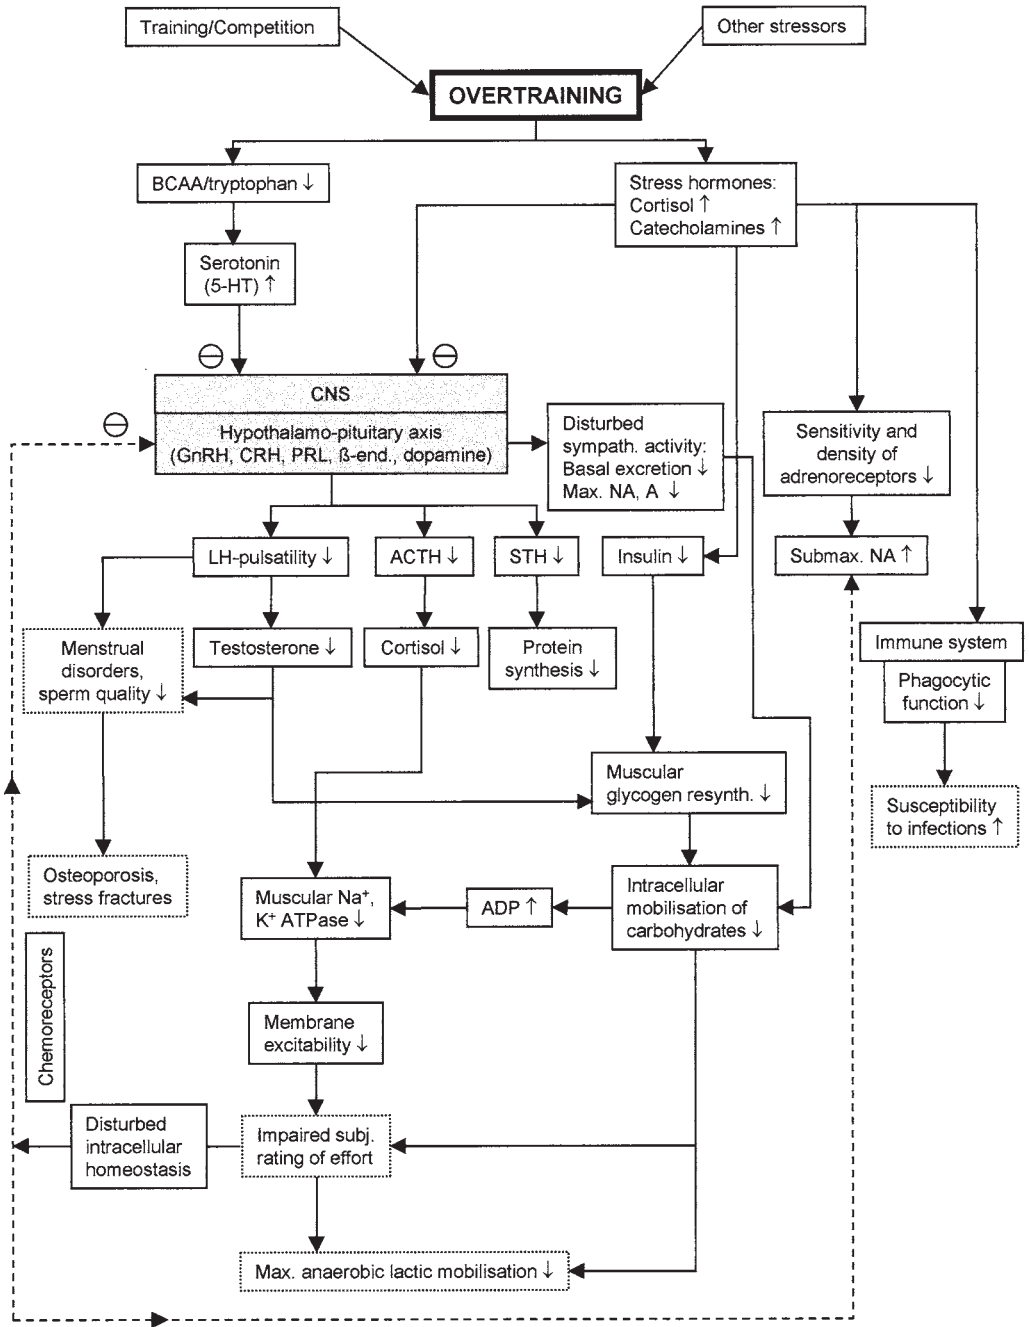 Training/Competition
Other stressors
OVERTRAINING
BCAA/tryptophan ↓
Stress hormones:
Cortisol ↑
Catecholamines ↑
Serotonin
(5-HT) ↑
⊖
⊖
CNS
⊖
Hypothalamo-pituitary axis
(GnRH, CRH, PRL, ß-end., dopamine)
Disturbed
sympath. activity:
Basal excretion ↓
Max. NA, A ↓
Sensitivity and
density of
adrenoreceptors ↓
LH-pulsatility ↓
ACTH ↓
STH ↓
Insulin ↓
Submax. NA ↑
Menstrual
disorders,
sperm quality ↓
Testosterone ↓
Cortisol ↓
Protein
synthesis ↓
Immune system
Phagocytic
function ↓
Muscular
glycogen resynth. ↓
Susceptibility
to infections ↑
Osteoporosis,
stress fractures
Muscular Na⁺,
K⁺ ATPase ↓
ADP ↑
Intracellular
mobilisation of
carbohydrates ↓
Chemoreceptors
Membrane
excitability ↓
Disturbed
intracellular
homeostasis
Impaired subj.
rating of effort
Max. anaerobic lactic mobilisation ↓